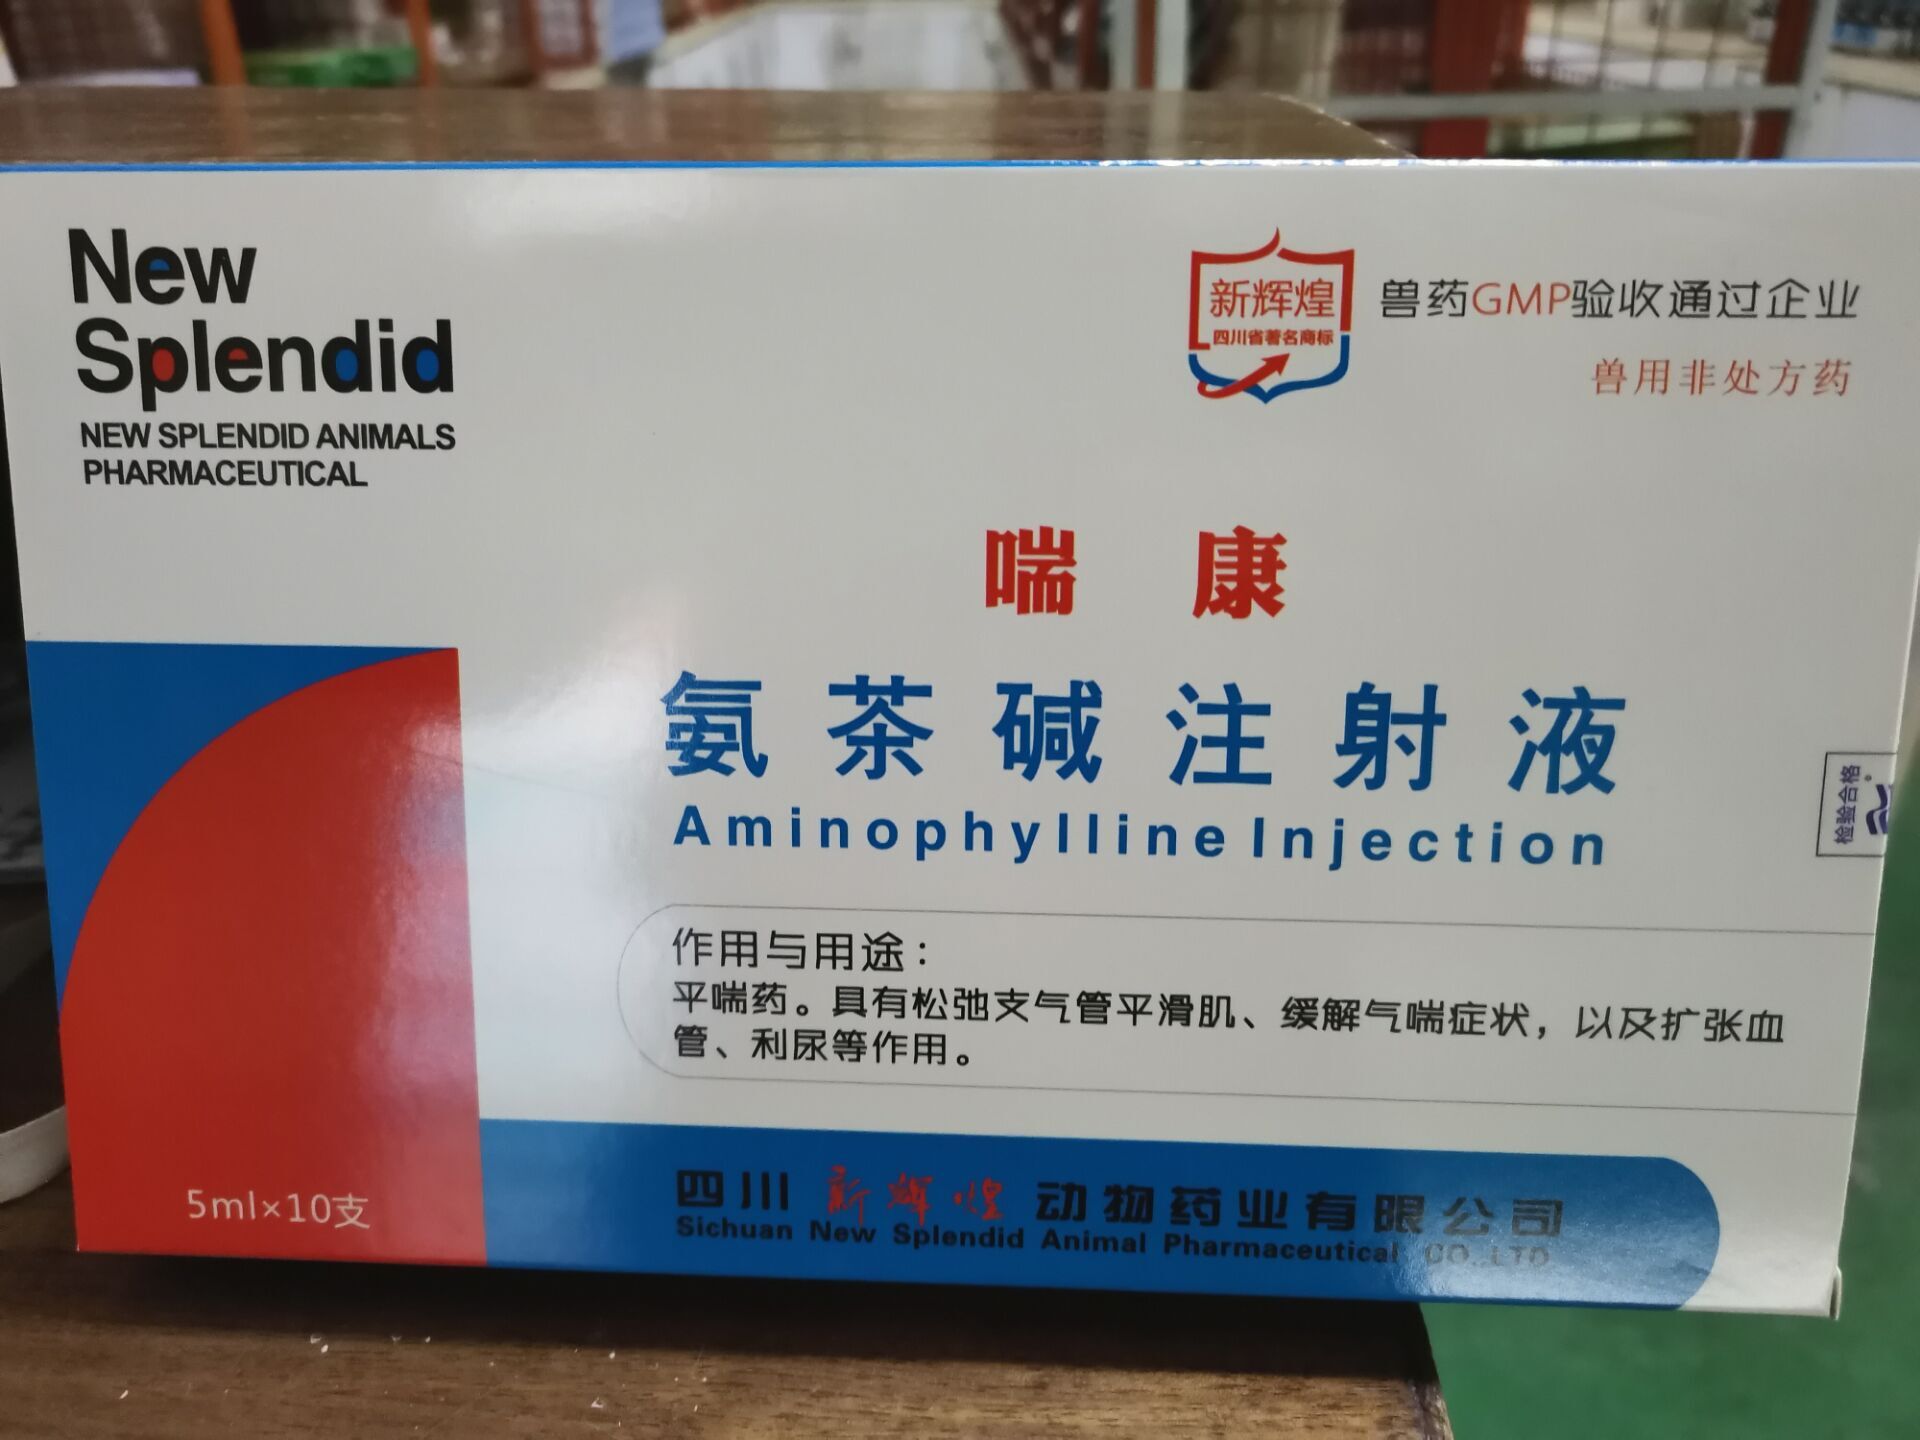 New
Splendid
NEW SPLENDID ANIMALS
PHARMACEUTICAL
新辉煌
四川省著名商标
兽药GMP验收通过企业
兽用非处方药
喘康
氨茶碱注射液
Aminophylline Injection
检验合格。
作用与用途：
平喘药。具有松弛支气管平滑肌、缓解气喘症状，以及扩张血
管、利尿等作用。
5ml×10支
四川新辉煌动物药业有限公司
Sichuan New Splendid Animal Pharmaceutical CO.,LTD